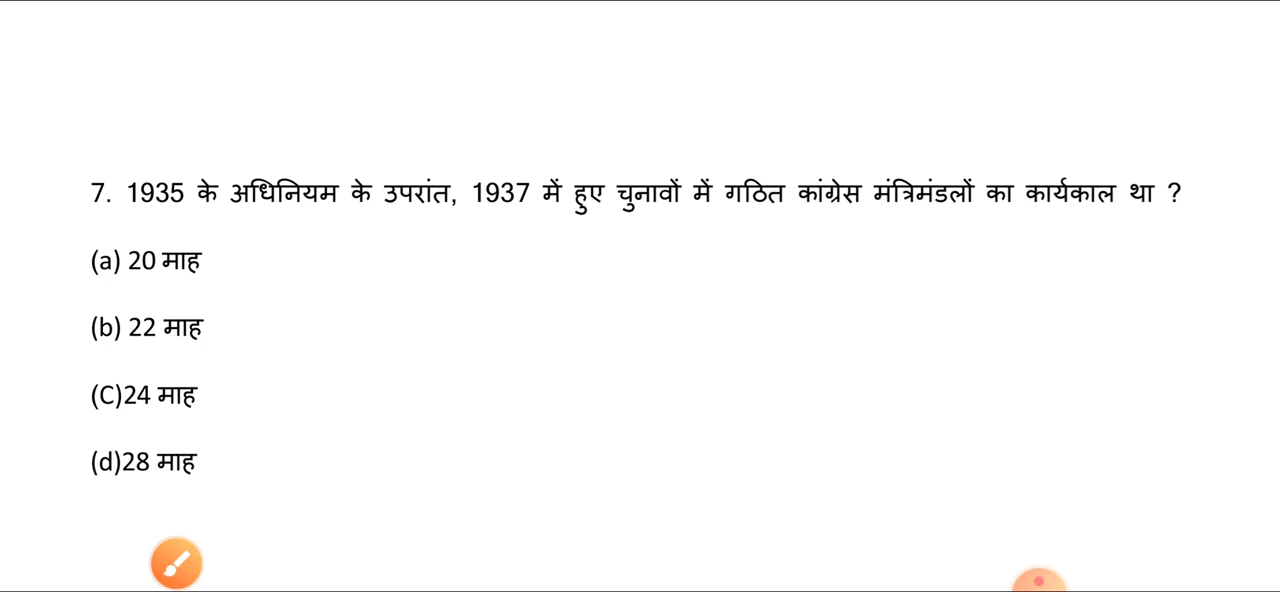 7. 1935 के अधिनियम के उपरांत, 1937 में हुए चुनावों में गठित कांग्रेस मंत्रिमंडलों का कार्यकाल था ?
(a) 20 माह
(b) 22 माह
(C)24 माह
(d)28 माह